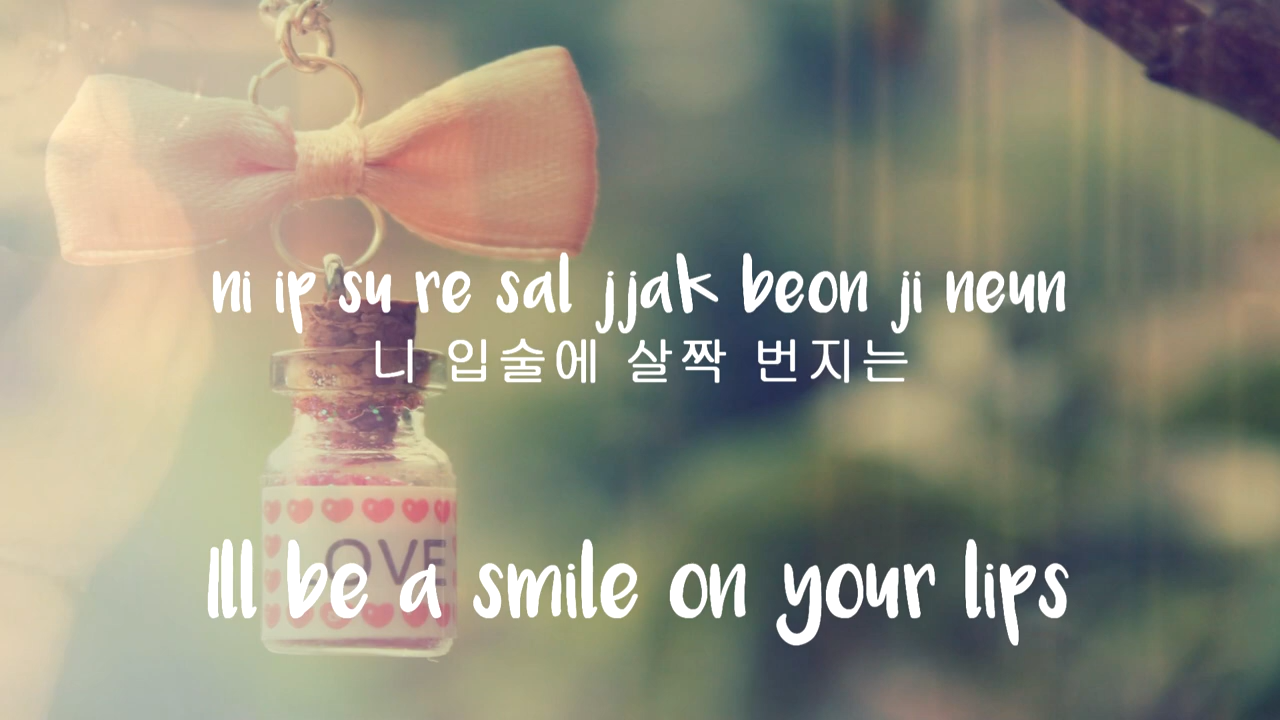 ni ip su re sal jjak beon ji neun
니 입술에 살짝 번지는
OVE
Ill be a smile on your lips